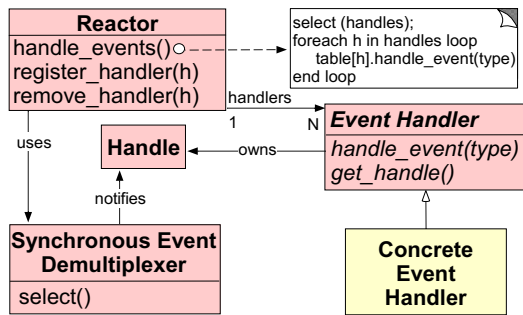 Reactor
handle_events()
register_handler(h)
remove_handler(h)
select (handles);
foreach h in handles loop
table[h].handle_event(type)
end loop
handlers
1
N
Event Handler
handle_event(type)
get_handle()
uses
Handle
owns
notifies
Synchronous Event
Demultiplexer
select()
Concrete
Event
Handler